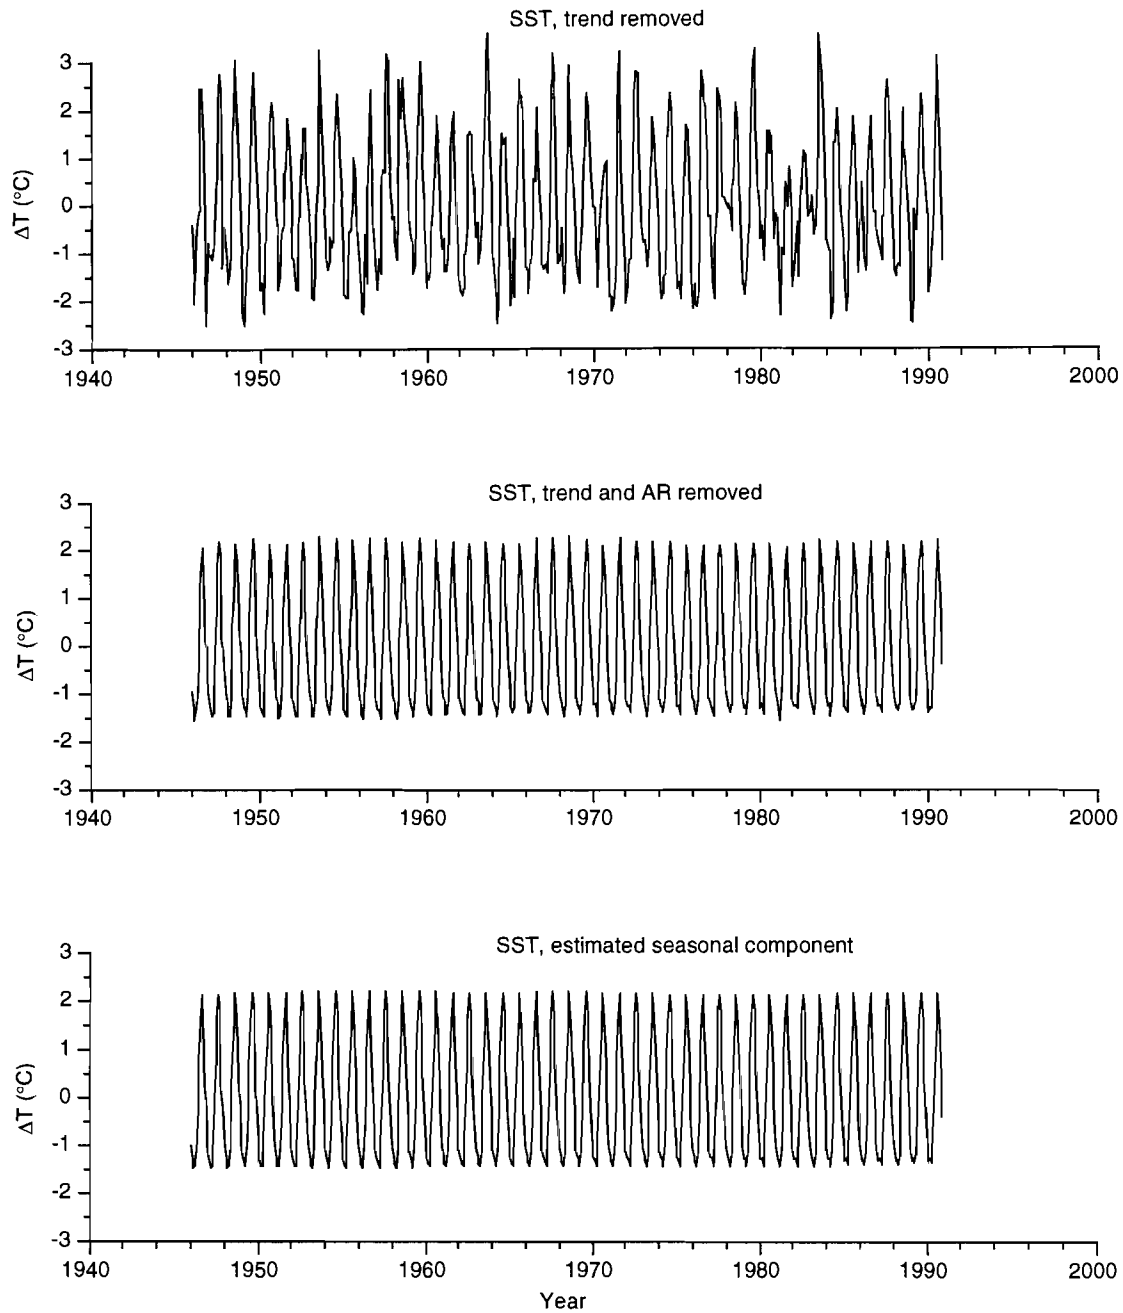 SST, trend removed
3
2
1
0
-1
-2
-3
ΔT (°C)
1940 1950 1960 1970 1980 1990 2000
SST, trend and AR removed
3
2
1
0
-1
-2
-3
ΔT (°C)
1940 1950 1960 1970 1980 1990 2000
SST, estimated seasonal component
3
2
1
0
-1
-2
-3
ΔT (°C)
1940 1950 1960 1970 1980 1990 2000
Year